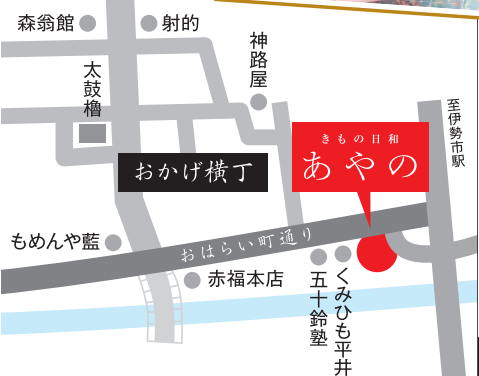 森翁館
射的
神路屋
太鼓櫓
至伊勢市駅
きもの日和
あやの
おかげ横丁
もめんや藍
おはらい町通り
赤福本店
五十鈴塾
くみひも平井